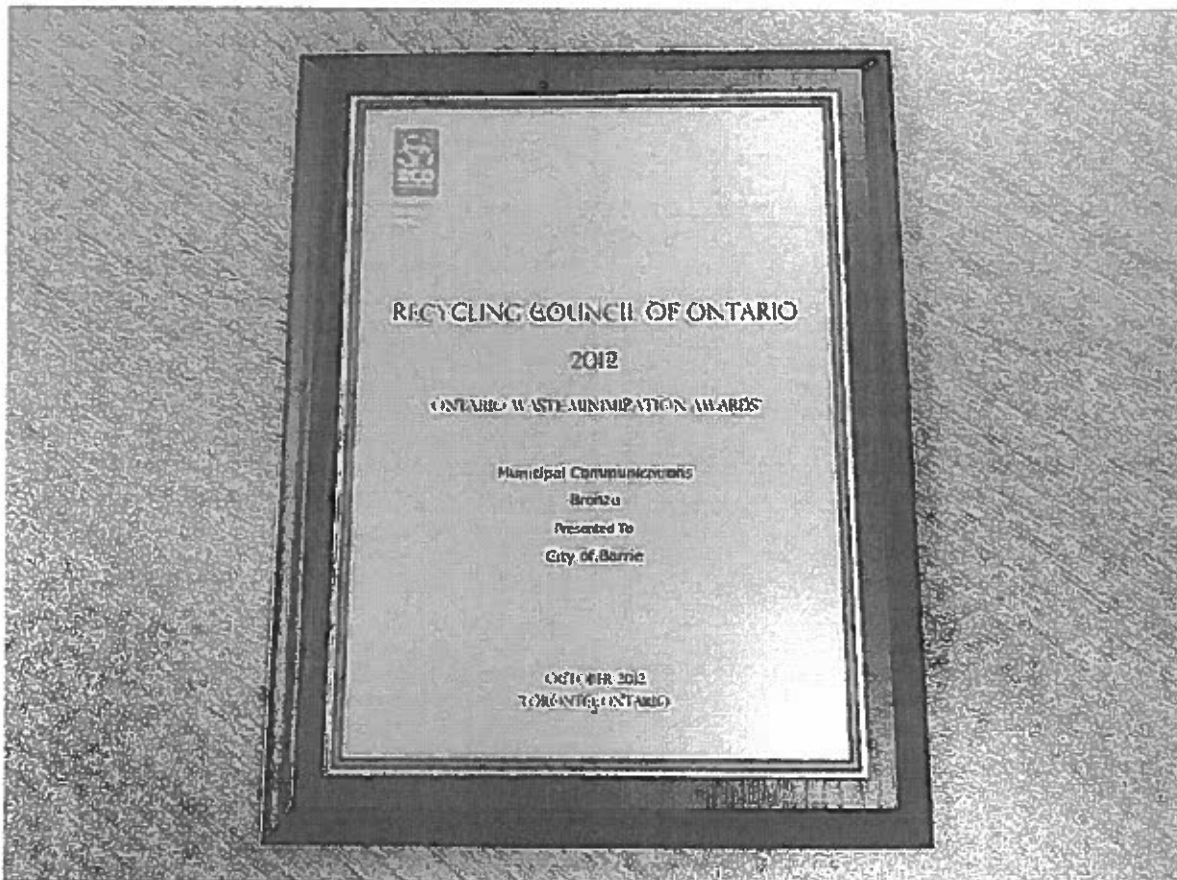 RCO
RECYCLING COUNCIL OF ONTARIO
2012
ONTARIO WASTE MINIMIZATION AWARDS
Municipal Communications
Bronze
Presented To
City of Barrie
OCTOBER 2012
TORONTO, ONTARIO